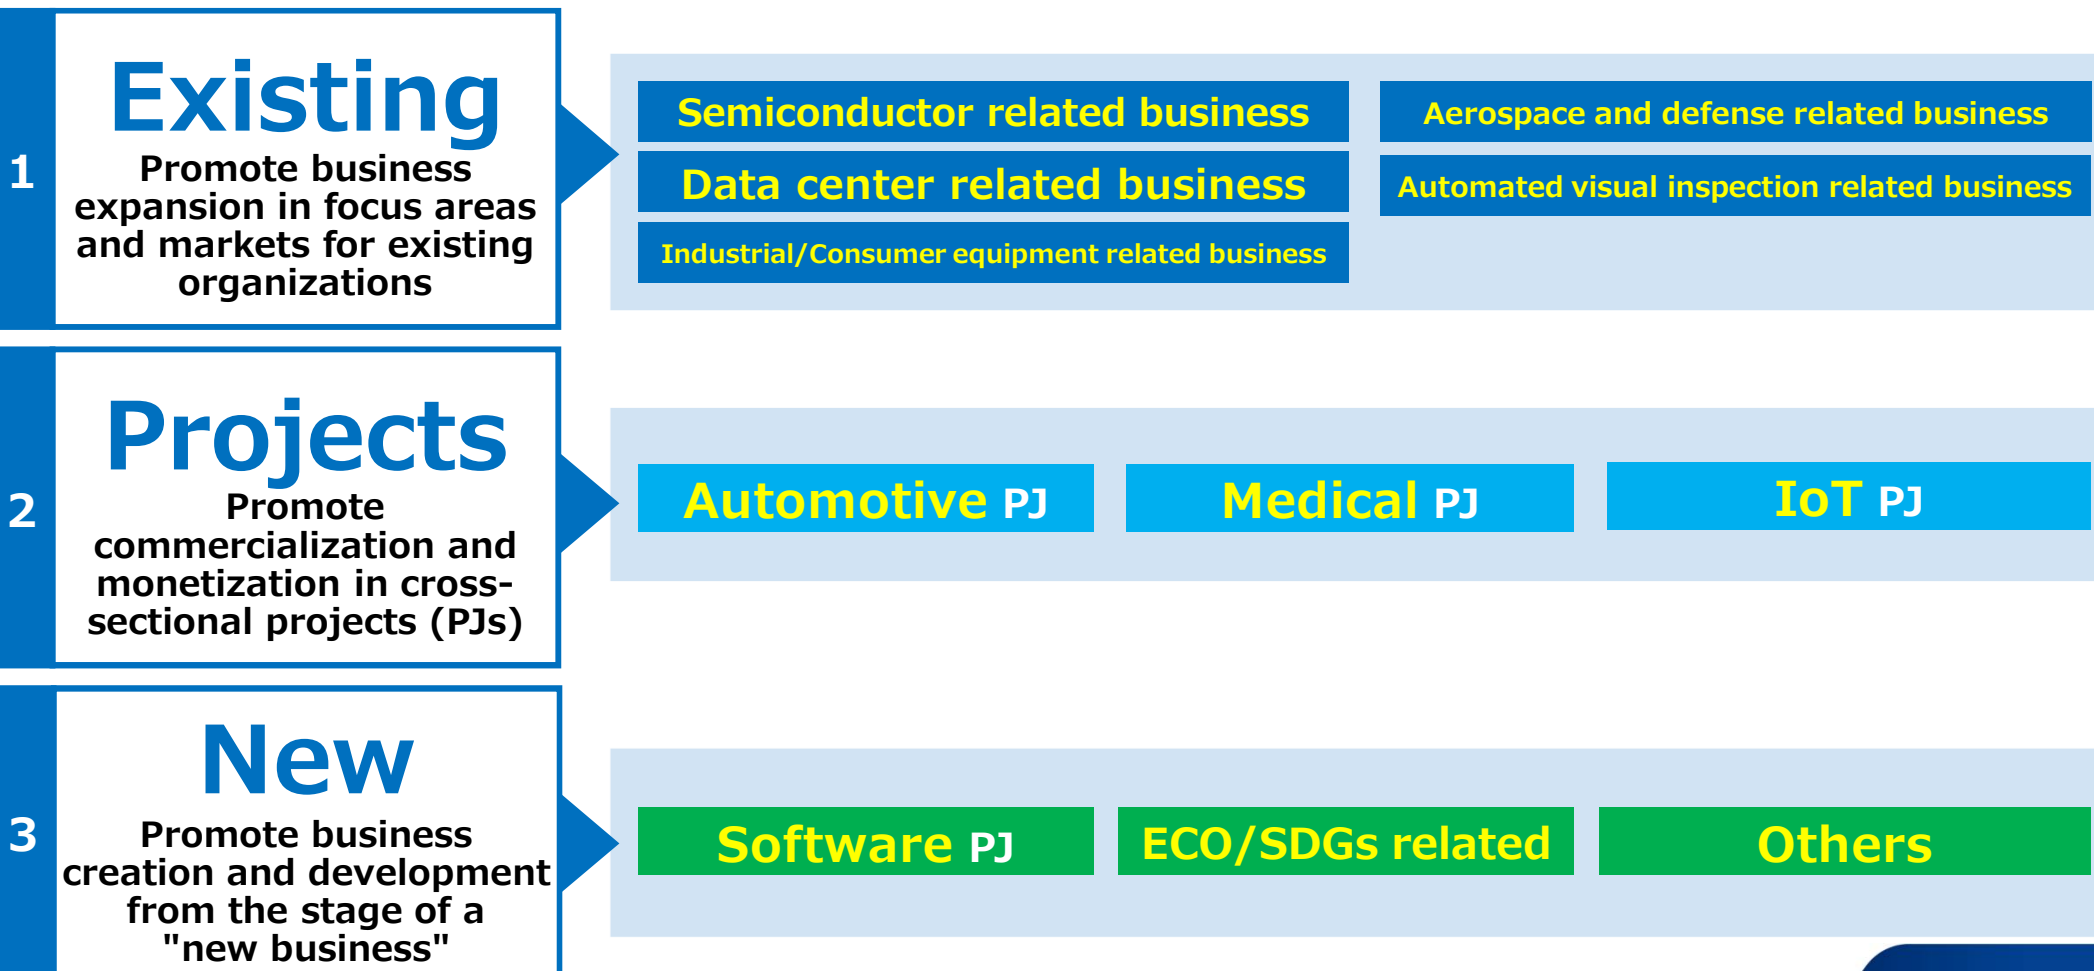 1
Existing
Promote business
expansion in focus areas
and markets for existing
organizations
Semiconductor related business
Data center related business
Industrial/Consumer equipment related business
Aerospace and defense related business
Automated visual inspection related business
2
Projects
Promote
commercialization and
monetization in cross-
sectional projects (PJs)
Automotive PJ
Medical PJ
IoT PJ
3
New
Promote business
creation and development
from the stage of a
"new business"
Software PJ
ECO/SDGs related
Others